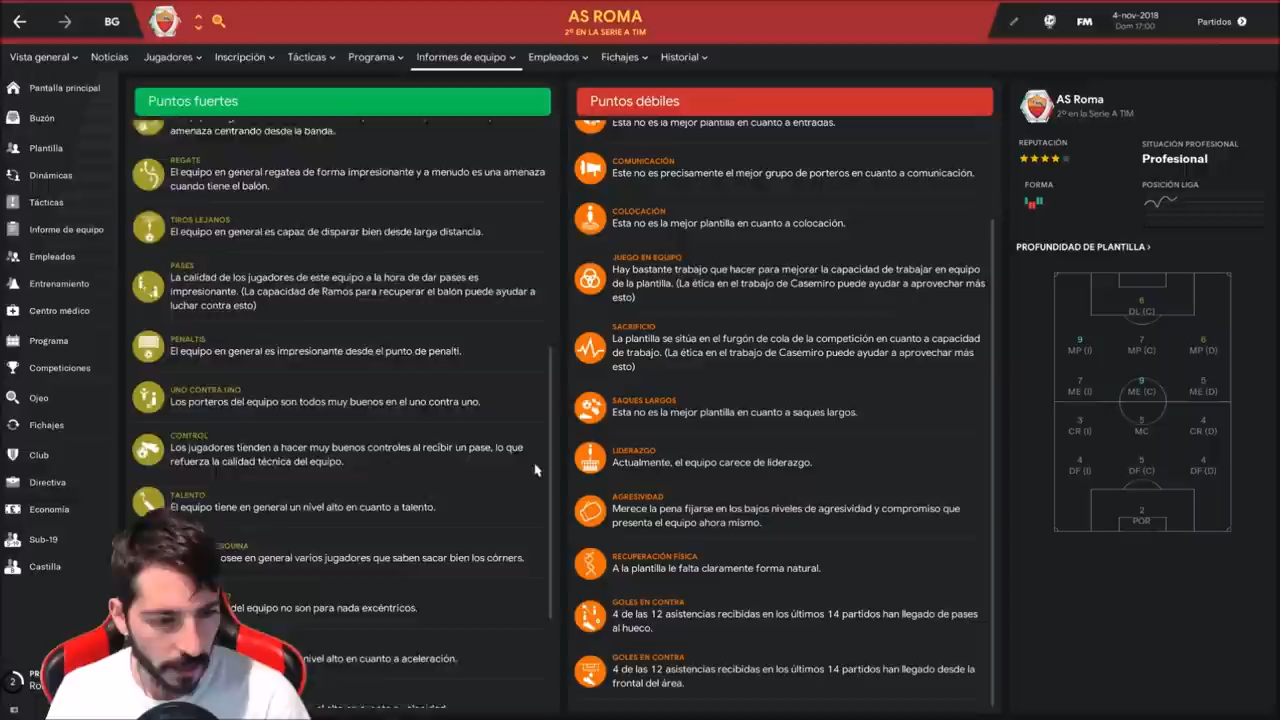 BG
AS ROMA
2º EN LA SERIE A TIM
FM
4-nov-2018
Dom 17:00
Partidos
Vista general
Noticias
Jugadores
Inscripción
Tácticas
Programa
Informes de equipo
Empleados
Fichajes
Historial
Pantalla principal
Buzón
Plantilla
Dinámicas
Tácticas
Informe de equipo
Empleados
Entrenamiento
Centro médico
Programa
Competiciones
Ojeo
Fichajes
Club
Directiva
Economía
Sub-19
Castilla
2
PR
Ro
Puntos fuertes
amenaza centrando desde la banda.
REGATE
El equipo en general regatea de forma impresionante y a menudo es una amenaza
cuando tiene el balón.
TIROS LEJANOS
El equipo en general es capaz de disparar bien desde larga distancia.
PASES
La calidad de los jugadores de este equipo a la hora de dar pases es
impresionante. (La capacidad de Ramos para recuperar el balón puede ayudar a
luchar contra esto)
PENALTIS
El equipo en general es impresionante desde el punto de penalti.
UNO CONTRA UNO
Los porteros del equipo son todos muy buenos en el uno contra uno.
CONTROL
Los jugadores tienden a hacer muy buenos controles al recibir un pase, lo que
refuerza la calidad técnica del equipo.
TALENTO
El equipo tiene en general un nivel alto en cuanto a talento.
SQUINA
osee en general varios jugadores que saben sacar bien los córners.
del equipo no son para nada excéntricos.
nivel alto en cuanto a aceleración.
Puntos débiles
Esta no es la mejor plantilla en cuanto a entradas.
COMUNICACIÓN
Este no es precisamente el mejor grupo de porteros en cuanto a comunicación.
COLOCACIÓN
Esta no es la mejor plantilla en cuanto a colocación.
JUEGO EN EQUIPO
Hay bastante trabajo que hacer para mejorar la capacidad de trabajar en equipo
de la plantilla. (La ética en el trabajo de Casemiro puede ayudar a aprovechar más
esto)
SACRIFICIO
La plantilla se sitúa en el furgón de cola de la competición en cuanto a capacidad
de trabajo. (La ética en el trabajo de Casemiro puede ayudar a aprovechar más
esto)
SAQUES LARGOS
Esta no es la mejor plantilla en cuanto a saques largos.
LIDERAZGO
Actualmente, el equipo carece de liderazgo.
AGRESIVIDAD
Merece la pena fijarse en los bajos niveles de agresividad y compromiso que
presenta el equipo ahora mismo.
RECUPERACIÓN FÍSICA
A la plantilla le falta claramente forma natural.
GOLES EN CONTRA
4 de las 12 asistencias recibidas en los últimos 14 partidos han llegado de pases
al hueco.
GOLES EN CONTRA
4 de las 12 asistencias recibidas en los últimos 14 partidos han llegado desde la
frontal del área.
AS Roma
2º en la Serie A TIM
REPUTACIÓN
SITUACIÓN PROFESIONAL
Profesional
FORMA
POSICIÓN LIGA
PROFUNDIDAD DE PLANTILLA
6
DL (C)
9 7 6
MP (I) MP (C) MP (D)
7 9 5
ME (I) ME (C) ME (D)
3 5 4
CR (I) MC CR (D)
4 5 4
DF (I) DF (C) DF (D)
2
POR